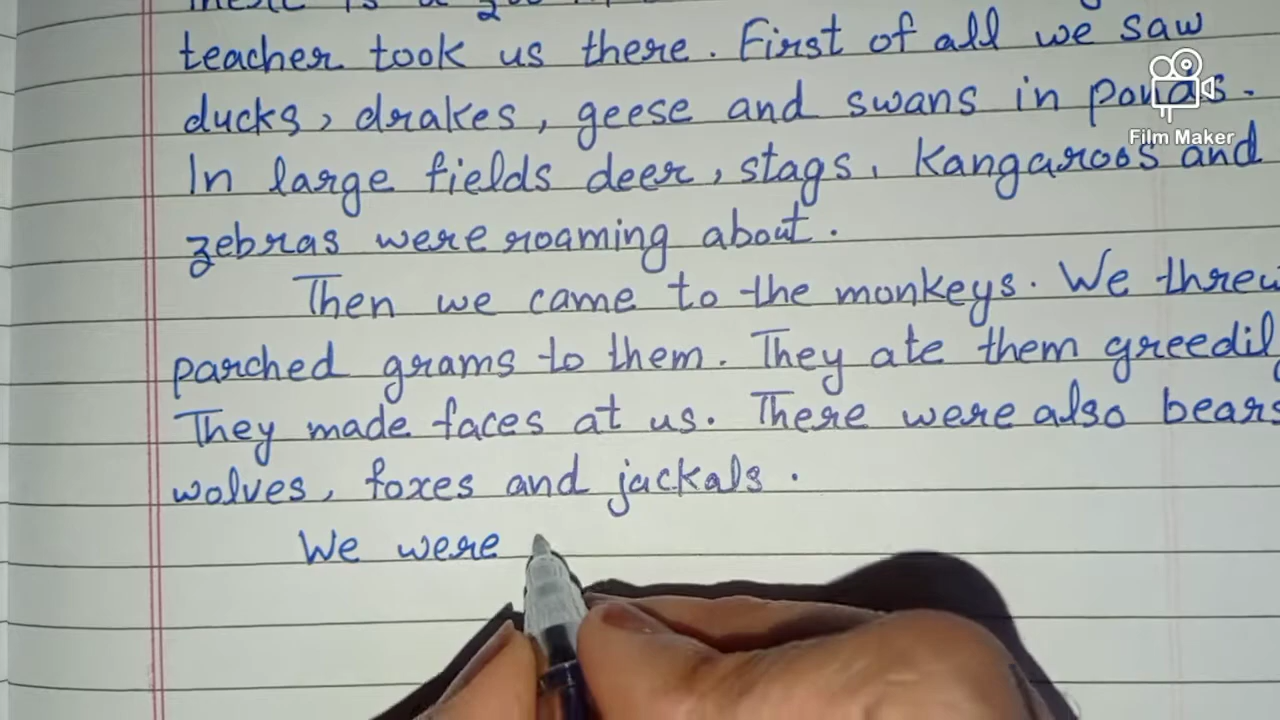 There is a
teacher took us there. First of all we saw
ducks, drakes, geese and swans in ponds.
Film Maker
In large fields deer, stags, Kangaroos and
zebras were roaming about.
Then we came to the monkeys. We threw
parched grams to them. They ate them greedil
They made faces at us. There were also bears
wolves, foxes and jackals.
We were